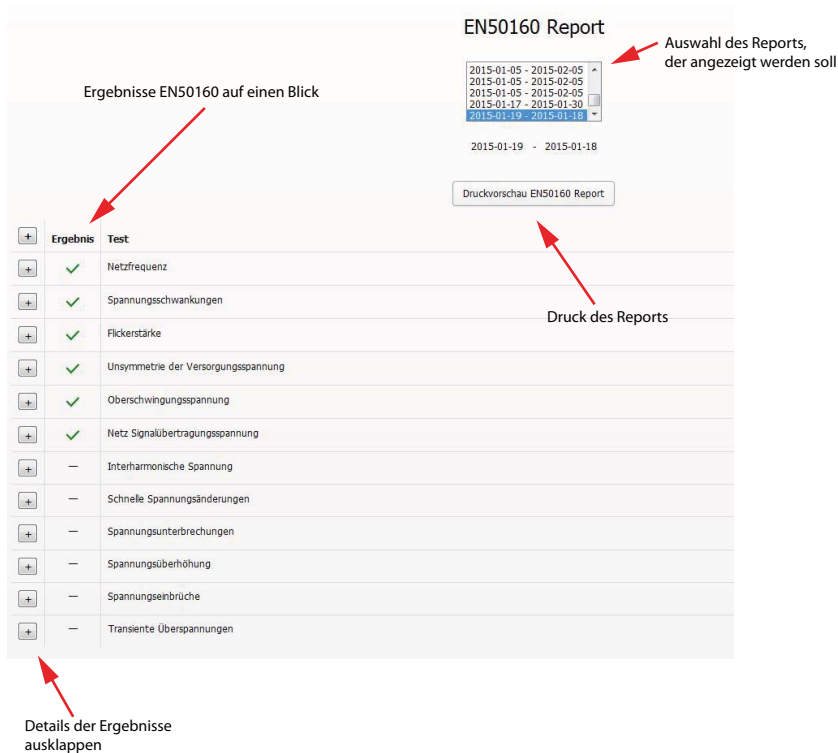 EN50160 Report
Auswahl des Reports,
der angezeigt werden soll
2015-01-05 - 2015-02-05
2015-01-05 - 2015-02-05
2015-01-05 - 2015-02-05
2015-01-17 - 2015-01-30
2015-01-19 - 2015-01-18
Ergebnisse EN50160 auf einen Blick
2015-01-19 - 2015-01-18
Druckvorschau EN50160 Report
+ Ergebnis Test
+ Netzfrequenz
+ Spannungsschwankungen
Druck des Reports
+ Flickerstärke
+ Unsymmetrie der Versorgungsspannung
+ Oberschwingungsspannung
+ Netz Signalübertragungsspannung
+ — Interharmonische Spannung
+ — Schnelle Spannungsänderungen
+ — Spannungsunterbrechungen
+ — Spannungsüberhöhung
+ — Spannungseinbrüche
+ — Transiente Überspannungen
Details der Ergebnisse
ausklappen